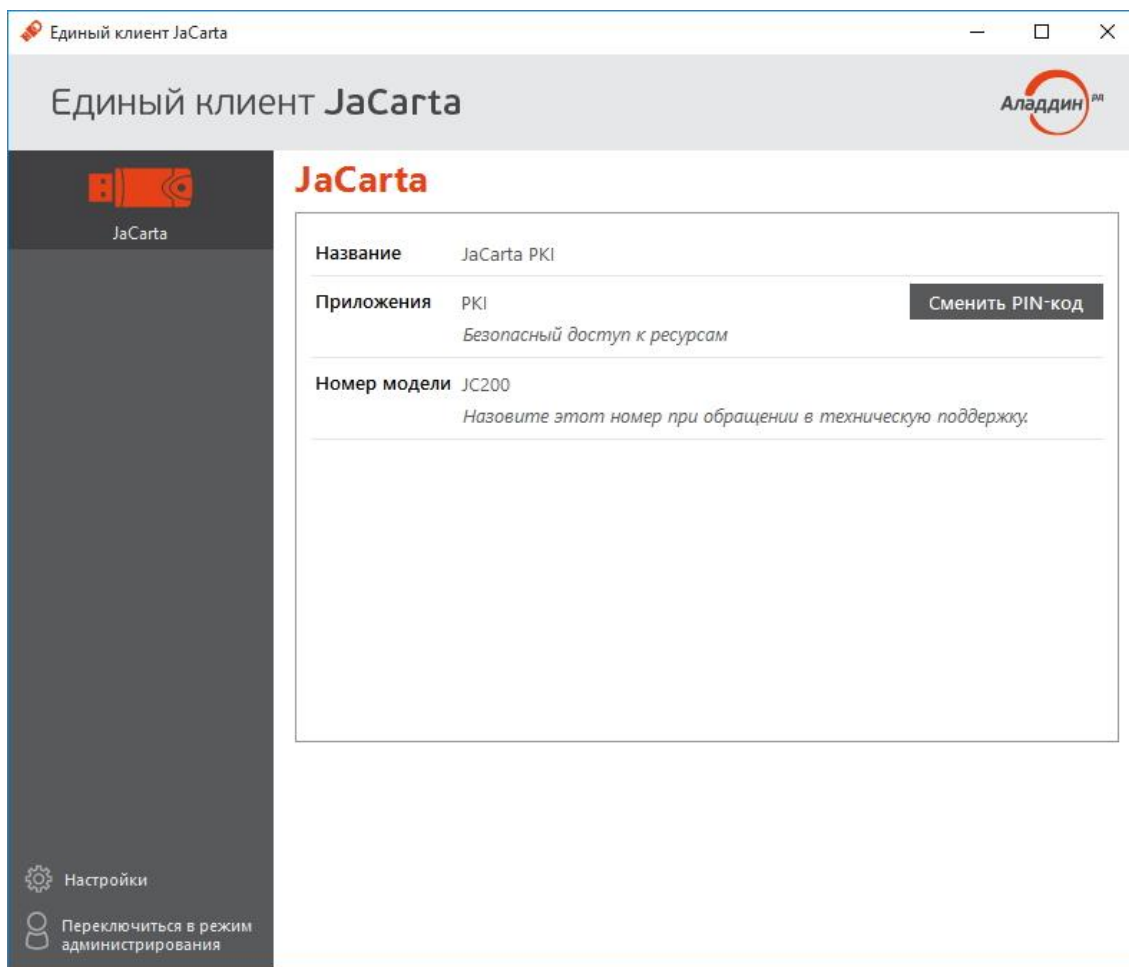 Единый клиент JaCarta
Единый клиент JaCarta
Аладдин РД
JaCarta
JaCarta
Название JaCarta PKI
Приложения PKI Сменить PIN-код
Безопасный доступ к ресурсам
Номер модели JC200
Назовите этот номер при обращении в техническую поддержку.
Настройки
Переключиться в режим
администрирования